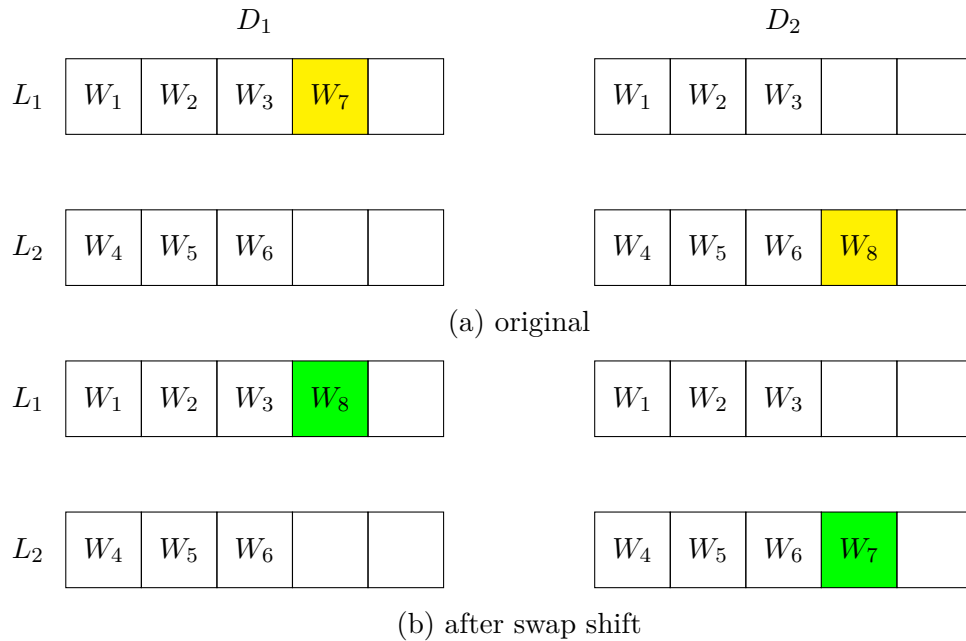 D₁ D₂
L₁ W₁ W₂ W₃ W₇ W₁ W₂ W₃
L₂ W₄ W₅ W₆ W₄ W₅ W₆ W₈
(a) original
L₁ W₁ W₂ W₃ W₈ W₁ W₂ W₃
L₂ W₄ W₅ W₆ W₄ W₅ W₆ W₇
(b) after swap shift